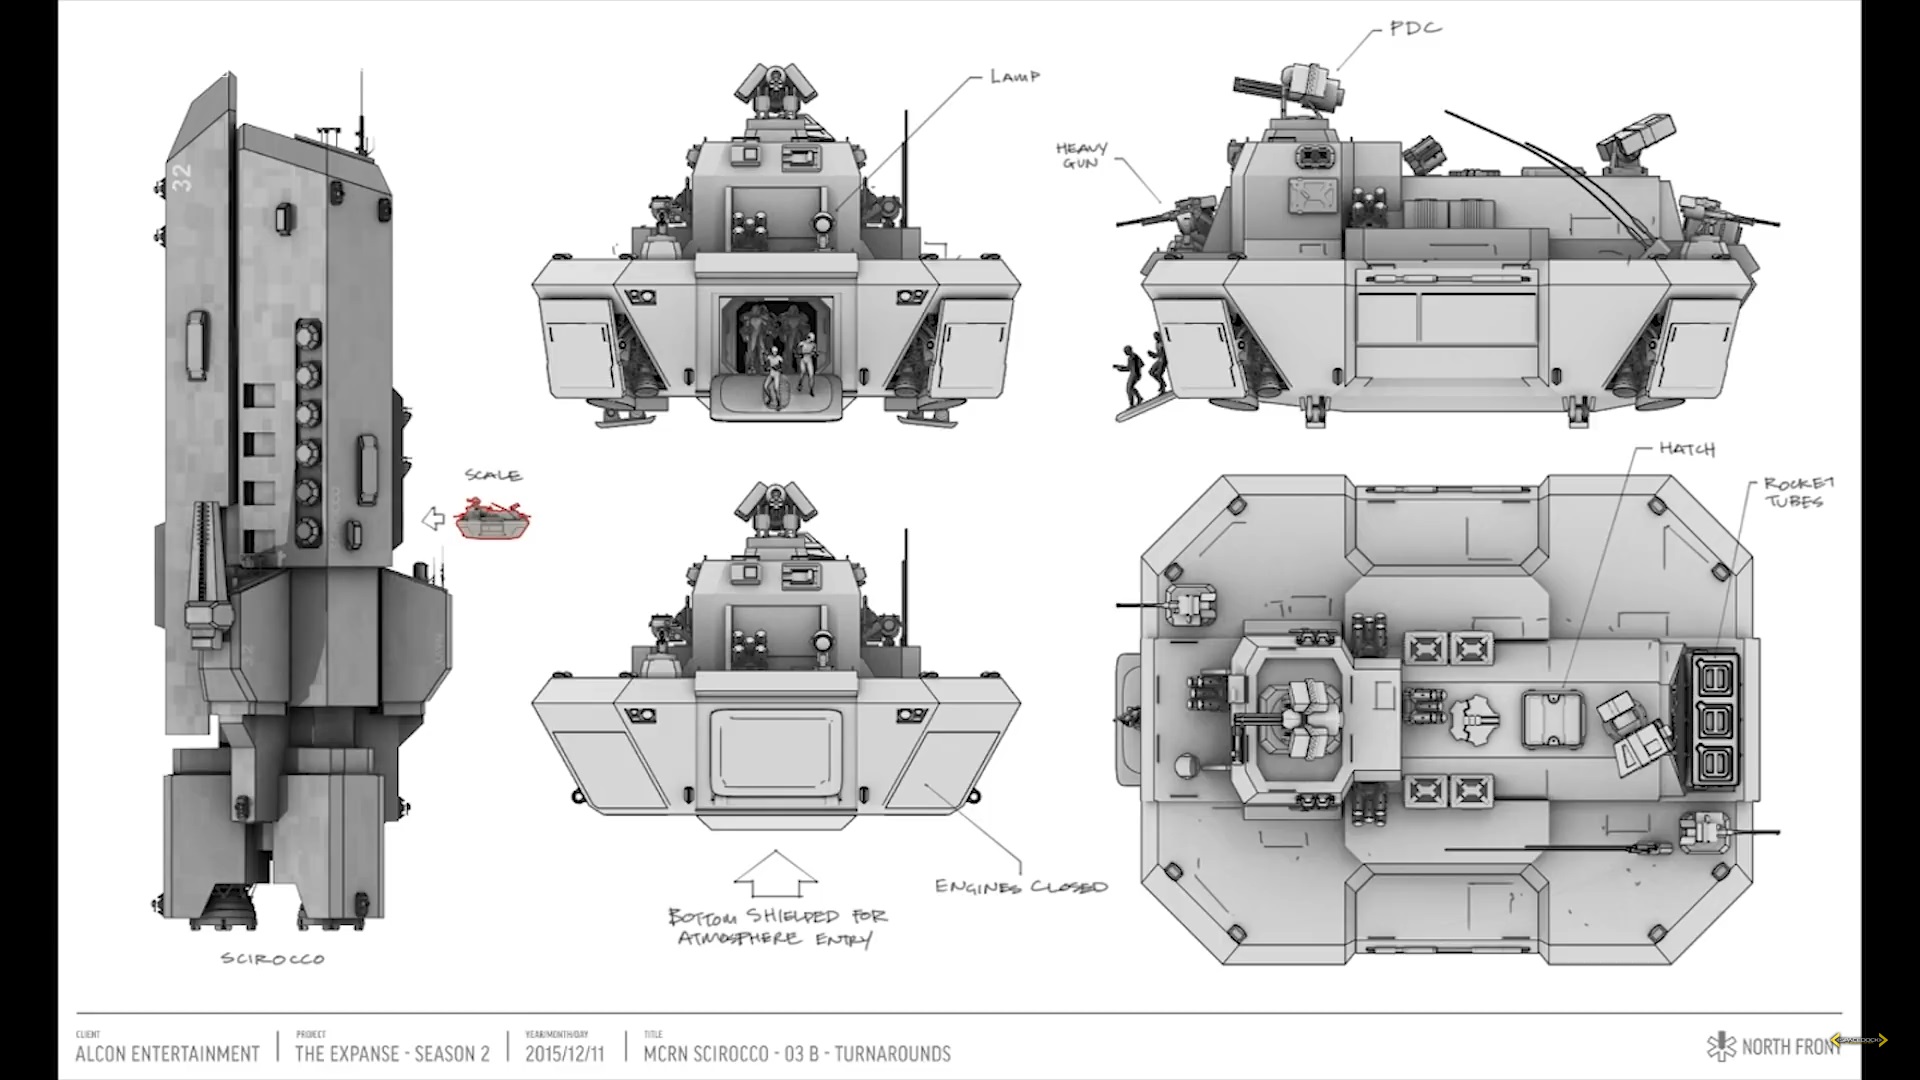 PDC
LAMP
HEAVY
GUN
32
SCALE
HATCH
ROCKET
TUBES
ENGINES CLOSED
BOTTOM SHIELDED FOR
ATMOSPHERE ENTRY
SCIROCCO
CLIENT
ALCON ENTERTAINMENT
PROJECT
THE EXPANSE - SEASON 2
YEAR/MONTH/DAY
2015/12/11
TITLE
MCRN SCIROCCO - 03 B - TURNAROUNDS
NORTH FRONT